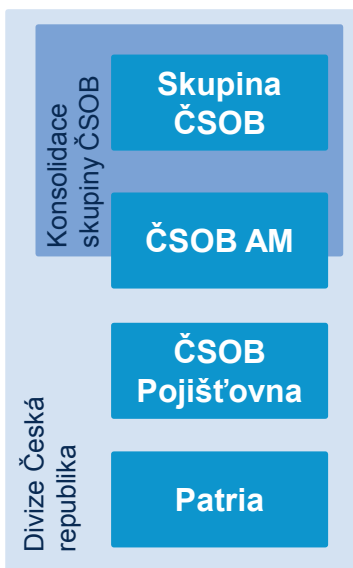 Konsolidace
skupiny ČSOB
Skupina
ČSOB
ČSOB AM
Divize Česká
republika
ČSOB
Pojišťovna
Patria